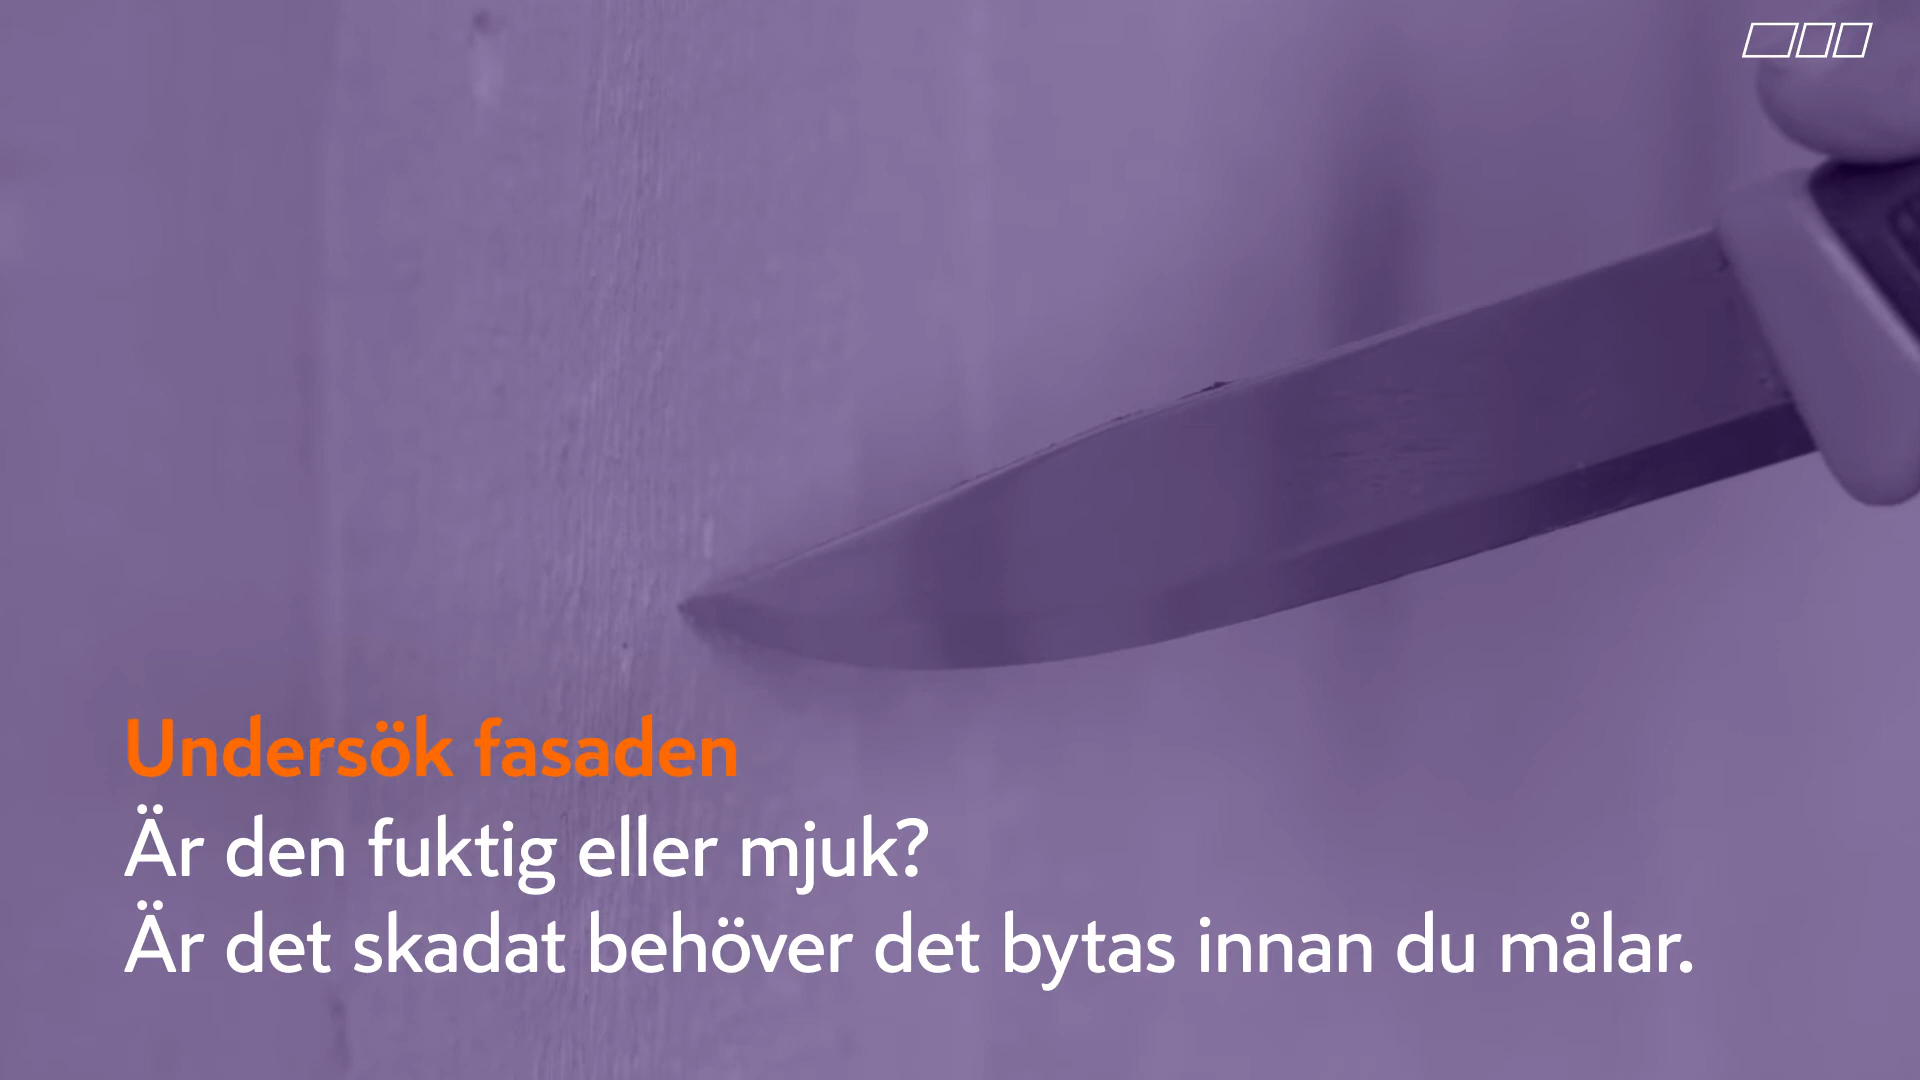 Undersök fasaden
Är den fuktig eller mjuk?
Är det skadat behöver det bytas innan du målar.